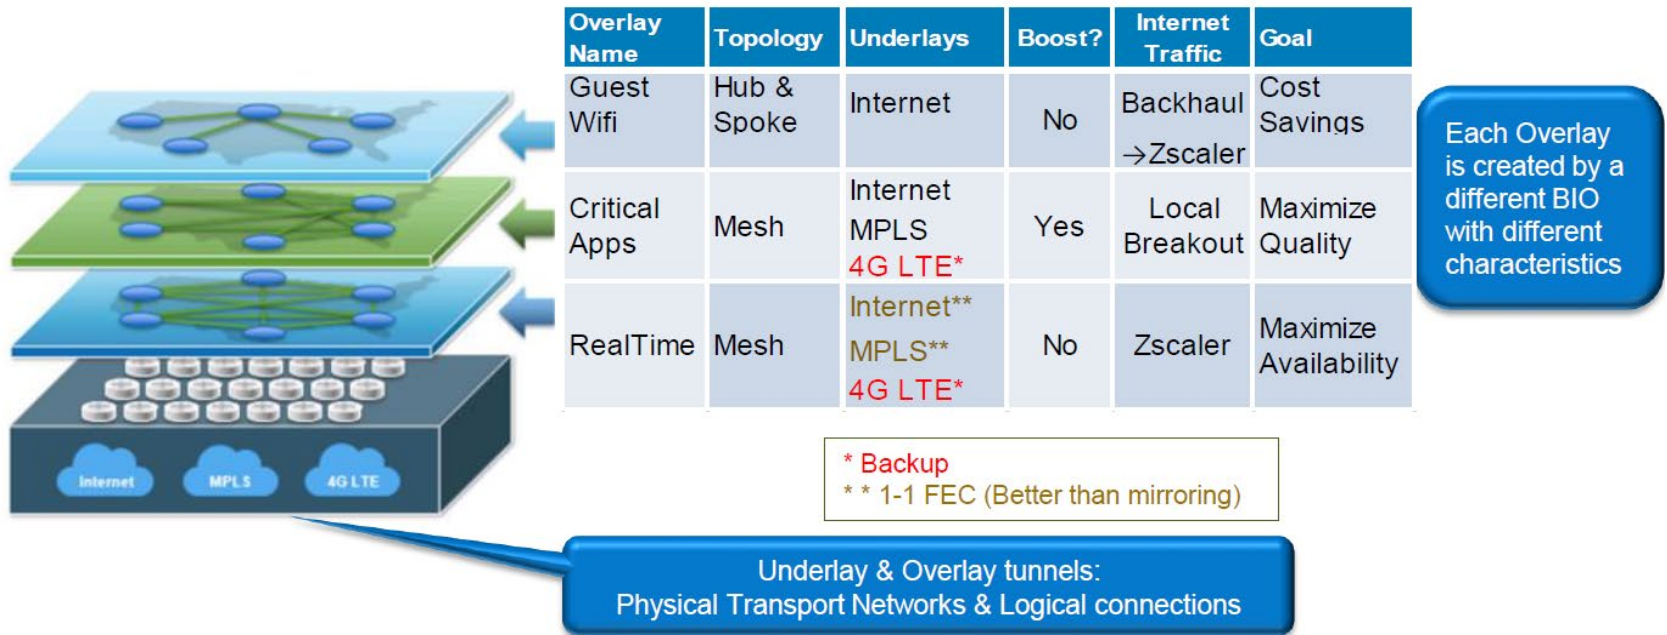 Overlay Name
Topology
Underlays
Boost?
Internet Traffic
Goal
Guest Wifi
Hub & Spoke
Internet
No
Backhaul
→Zscaler
Cost Savings
Critical Apps
Mesh
Internet
MPLS
4G LTE*
Yes
Local Breakout
Maximize Quality
RealTime
Mesh
Internet**
MPLS**
4G LTE*
No
Zscaler
Maximize Availability
Each Overlay
is created by a
different BIO
with different
characteristics
Internet
MPLS
4G LTE
* Backup
* * 1-1 FEC (Better than mirroring)
Underlay & Overlay tunnels:
Physical Transport Networks & Logical connections